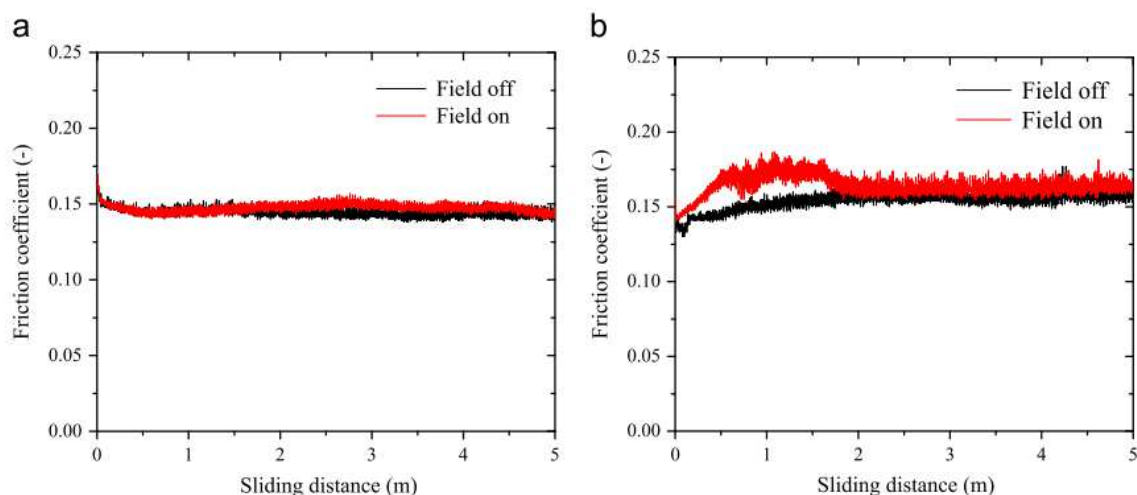 a
0.25
0.20
0.15
0.10
0.05
0.00
Friction coefficient (-)
Field off
Field on
0 1 2 3 4 5
Sliding distance (m)
b
0.25
0.20
0.15
0.10
0.05
0.00
Friction coefficient (-)
Field off
Field on
0 1 2 3 4 5
Sliding distance (m)